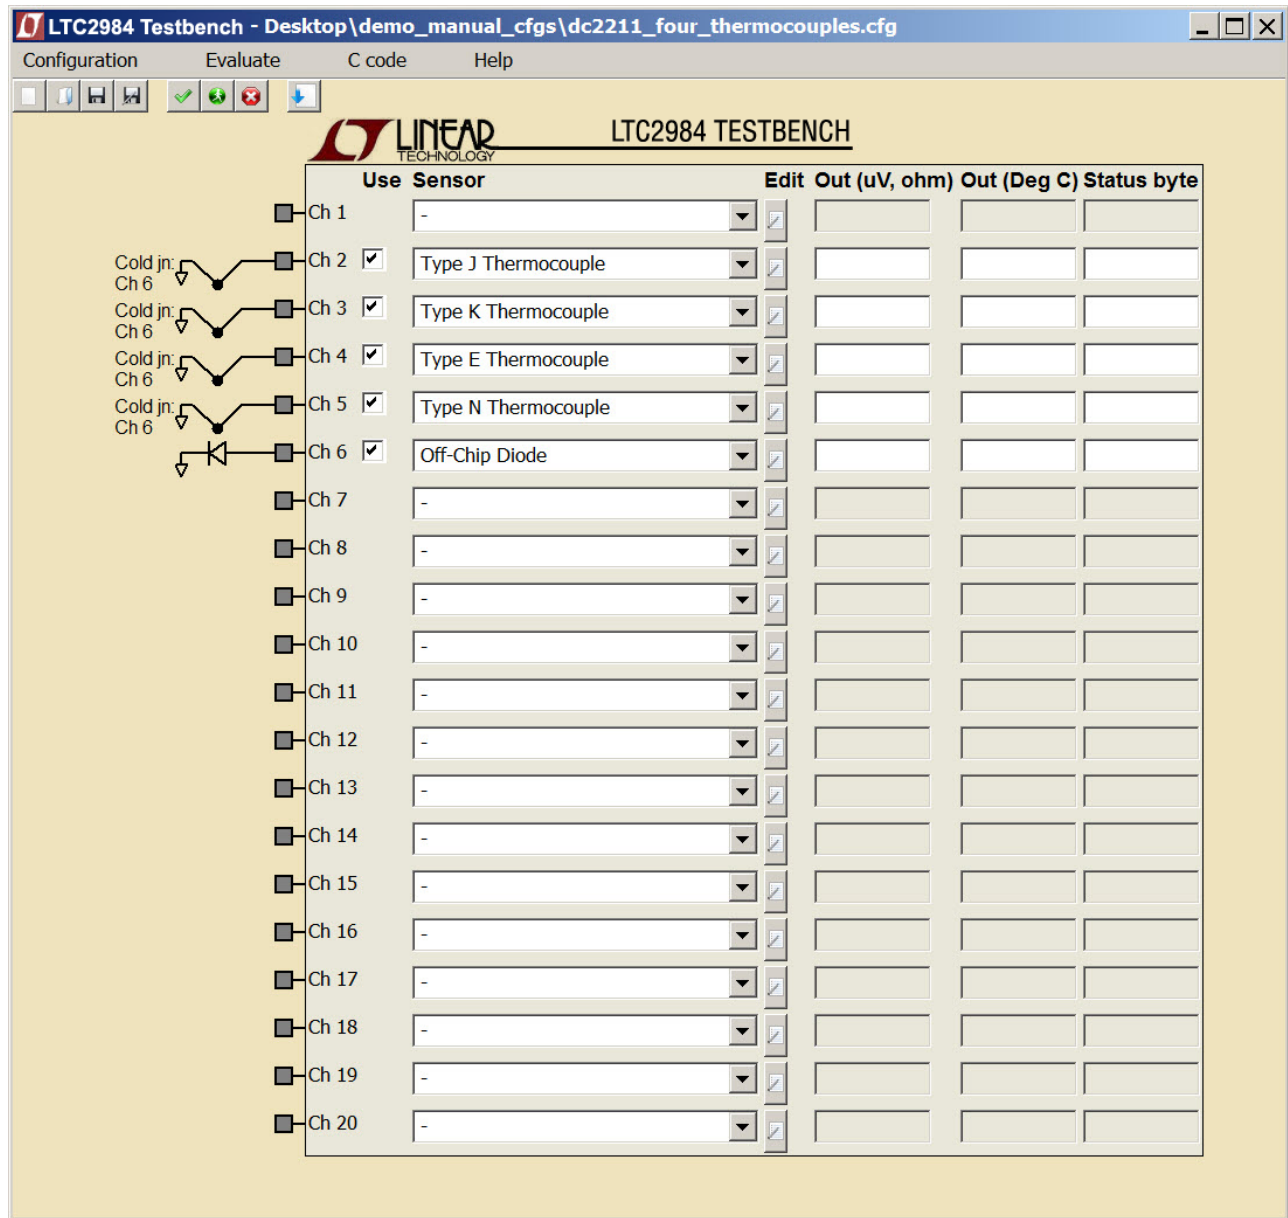 LTC2984 Testbench - Desktop\demo_manual_cfgs\dc2211_four_thermocouples.cfg
Configuration Evaluate C code Help
LINEAR TECHNOLOGY
LTC2984 TESTBENCH
Use Sensor Edit Out (uV, ohm) Out (Deg C) Status byte
Ch 1 -
Cold jn: Ch 6 Ch 2 Type J Thermocouple
Cold jn: Ch 6 Ch 3 Type K Thermocouple
Cold jn: Ch 6 Ch 4 Type E Thermocouple
Cold jn: Ch 6 Ch 5 Type N Thermocouple
Ch 6 Off-Chip Diode
Ch 7 -
Ch 8 -
Ch 9 -
Ch 10 -
Ch 11 -
Ch 12 -
Ch 13 -
Ch 14 -
Ch 15 -
Ch 16 -
Ch 17 -
Ch 18 -
Ch 19 -
Ch 20 -